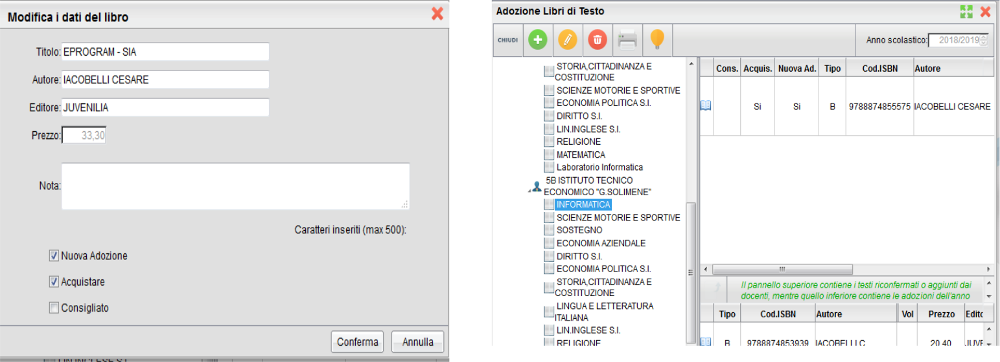 Modifica i dati del libro
Titolo: EPROGRAM - SIA
Autore: IACOBELLI CESARE
Editore: JUVENILIA
Prezzo: 33,30
Nota:
Caratteri inseriti (max 500):
Nuova Adozione
Acquistare
Consigliato
Conferma Annulla
Adozione Libri di Testo
CHIUDI
Anno scolastico: 2018/2019
STORIA,CITTADINANZA E
COSTITUZIONE
SCIENZE MOTORIE E SPORTIVE
ECONOMIA POLITICA S.I.
DIRITTO S.I.
LIN.INGLESE S.I.
RELIGIONE
MATEMATICA
Laboratorio Informatica
5B ISTITUTO TECNICO
ECONOMICO "G.SOLIMENE"
INFORMATICA
SCIENZE MOTORIE E SPORTIVE
SOSTEGNO
ECONOMIA AZIENDALE
DIRITTO S.I.
ECONOMIA POLITICA S.I.
STORIA,CITTADINANZA E
COSTITUZIONE
LINGUA E LETTERATURA
ITALIANA
LIN.INGLESE S.I.
RELIGIONE
Cons. Acquis. Nuova Ad. Tipo Cod.ISBN Autore
Si Si B 9788874855575 IACOBELLI CESARE
Il pannello superiore contiene i testi riconfermati o aggiunti dai
docenti, mentre quello inferiore contiene le adozioni dell'anno
Tipo Cod.ISBN Autore Vol Prezzo Edito
B 9788874853939 IACOBELLI C 20,40 JUVE